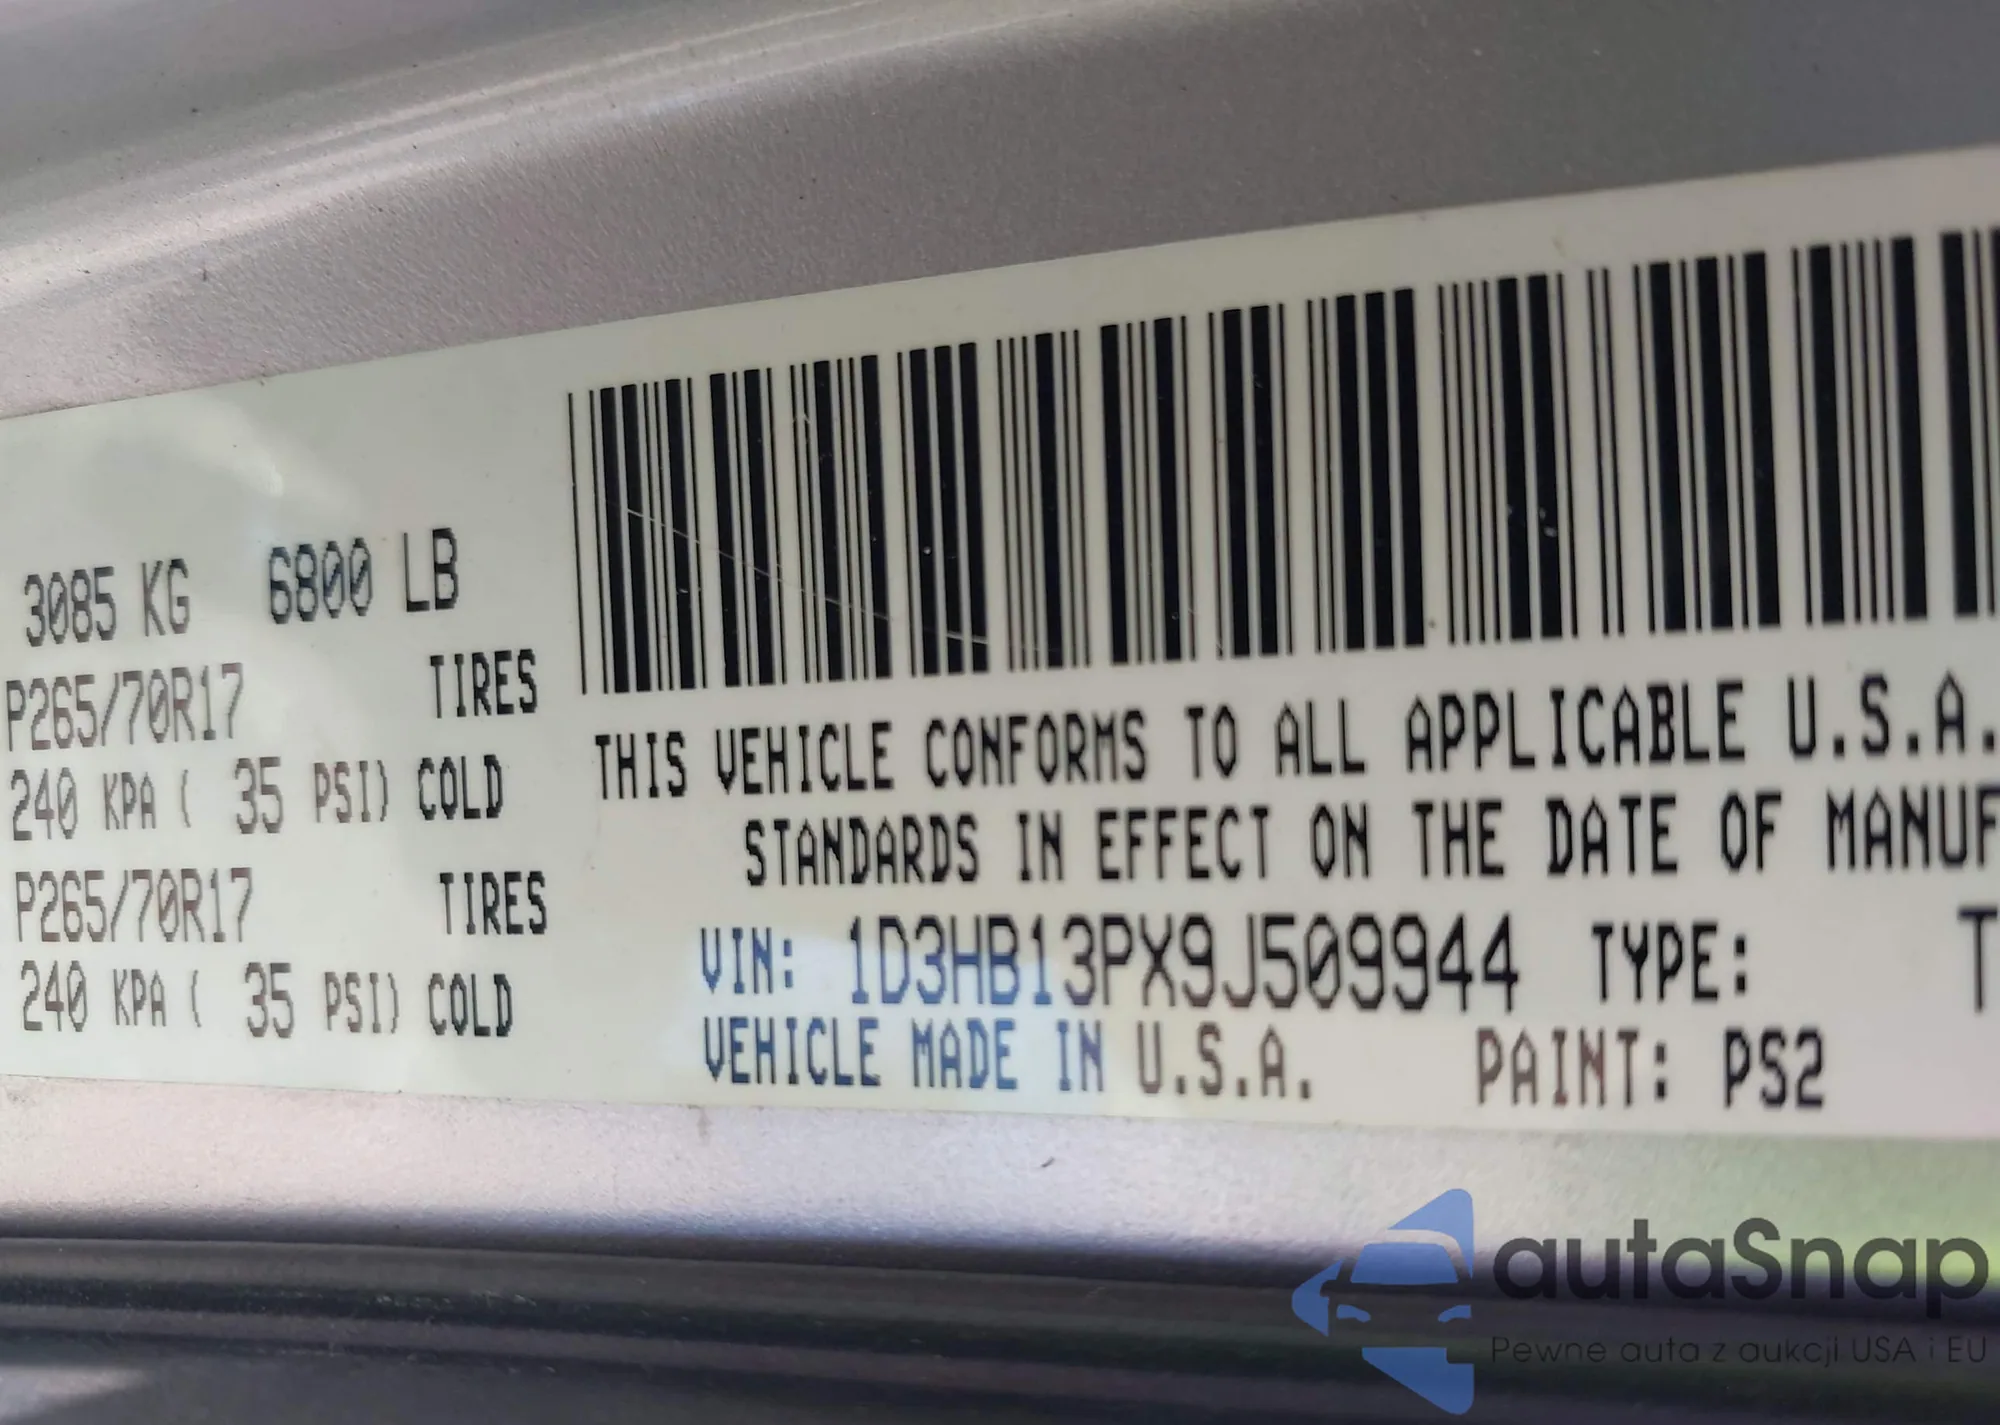 3085 KG 6800 LB
P265/70R17 TIRES
240 KPA ( 35 PSI) COLD
P265/70R17 TIRES
240 KPA ( 35 PSI) COLD
THIS VEHICLE CONFORMS TO ALL APPLICABLE U.S.A.
STANDARDS IN EFFECT ON THE DATE OF MANUF
VIN: 1D3HB13PX9J509944 TYPE: T
VEHICLE MADE IN U.S.A. PAINT: PS2
autaSnap
Pewne auta z aukcji USA i EU